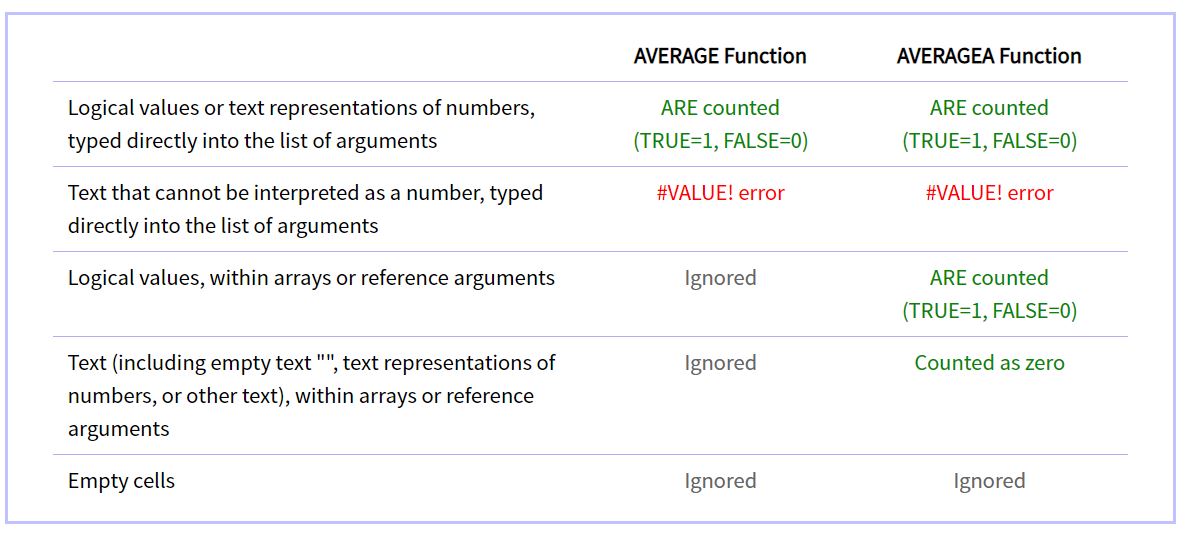 AVERAGE Function AVERAGEA Function
Logical values or text representations of numbers, ARE counted ARE counted
typed directly into the list of arguments (TRUE=1, FALSE=0) (TRUE=1, FALSE=0)
Text that cannot be interpreted as a number, typed #VALUE! error #VALUE! error
directly into the list of arguments
Logical values, within arrays or reference arguments Ignored ARE counted
(TRUE=1, FALSE=0)
Text (including empty text "", text representations of Ignored Counted as zero
numbers, or other text), within arrays or reference
arguments
Empty cells Ignored Ignored